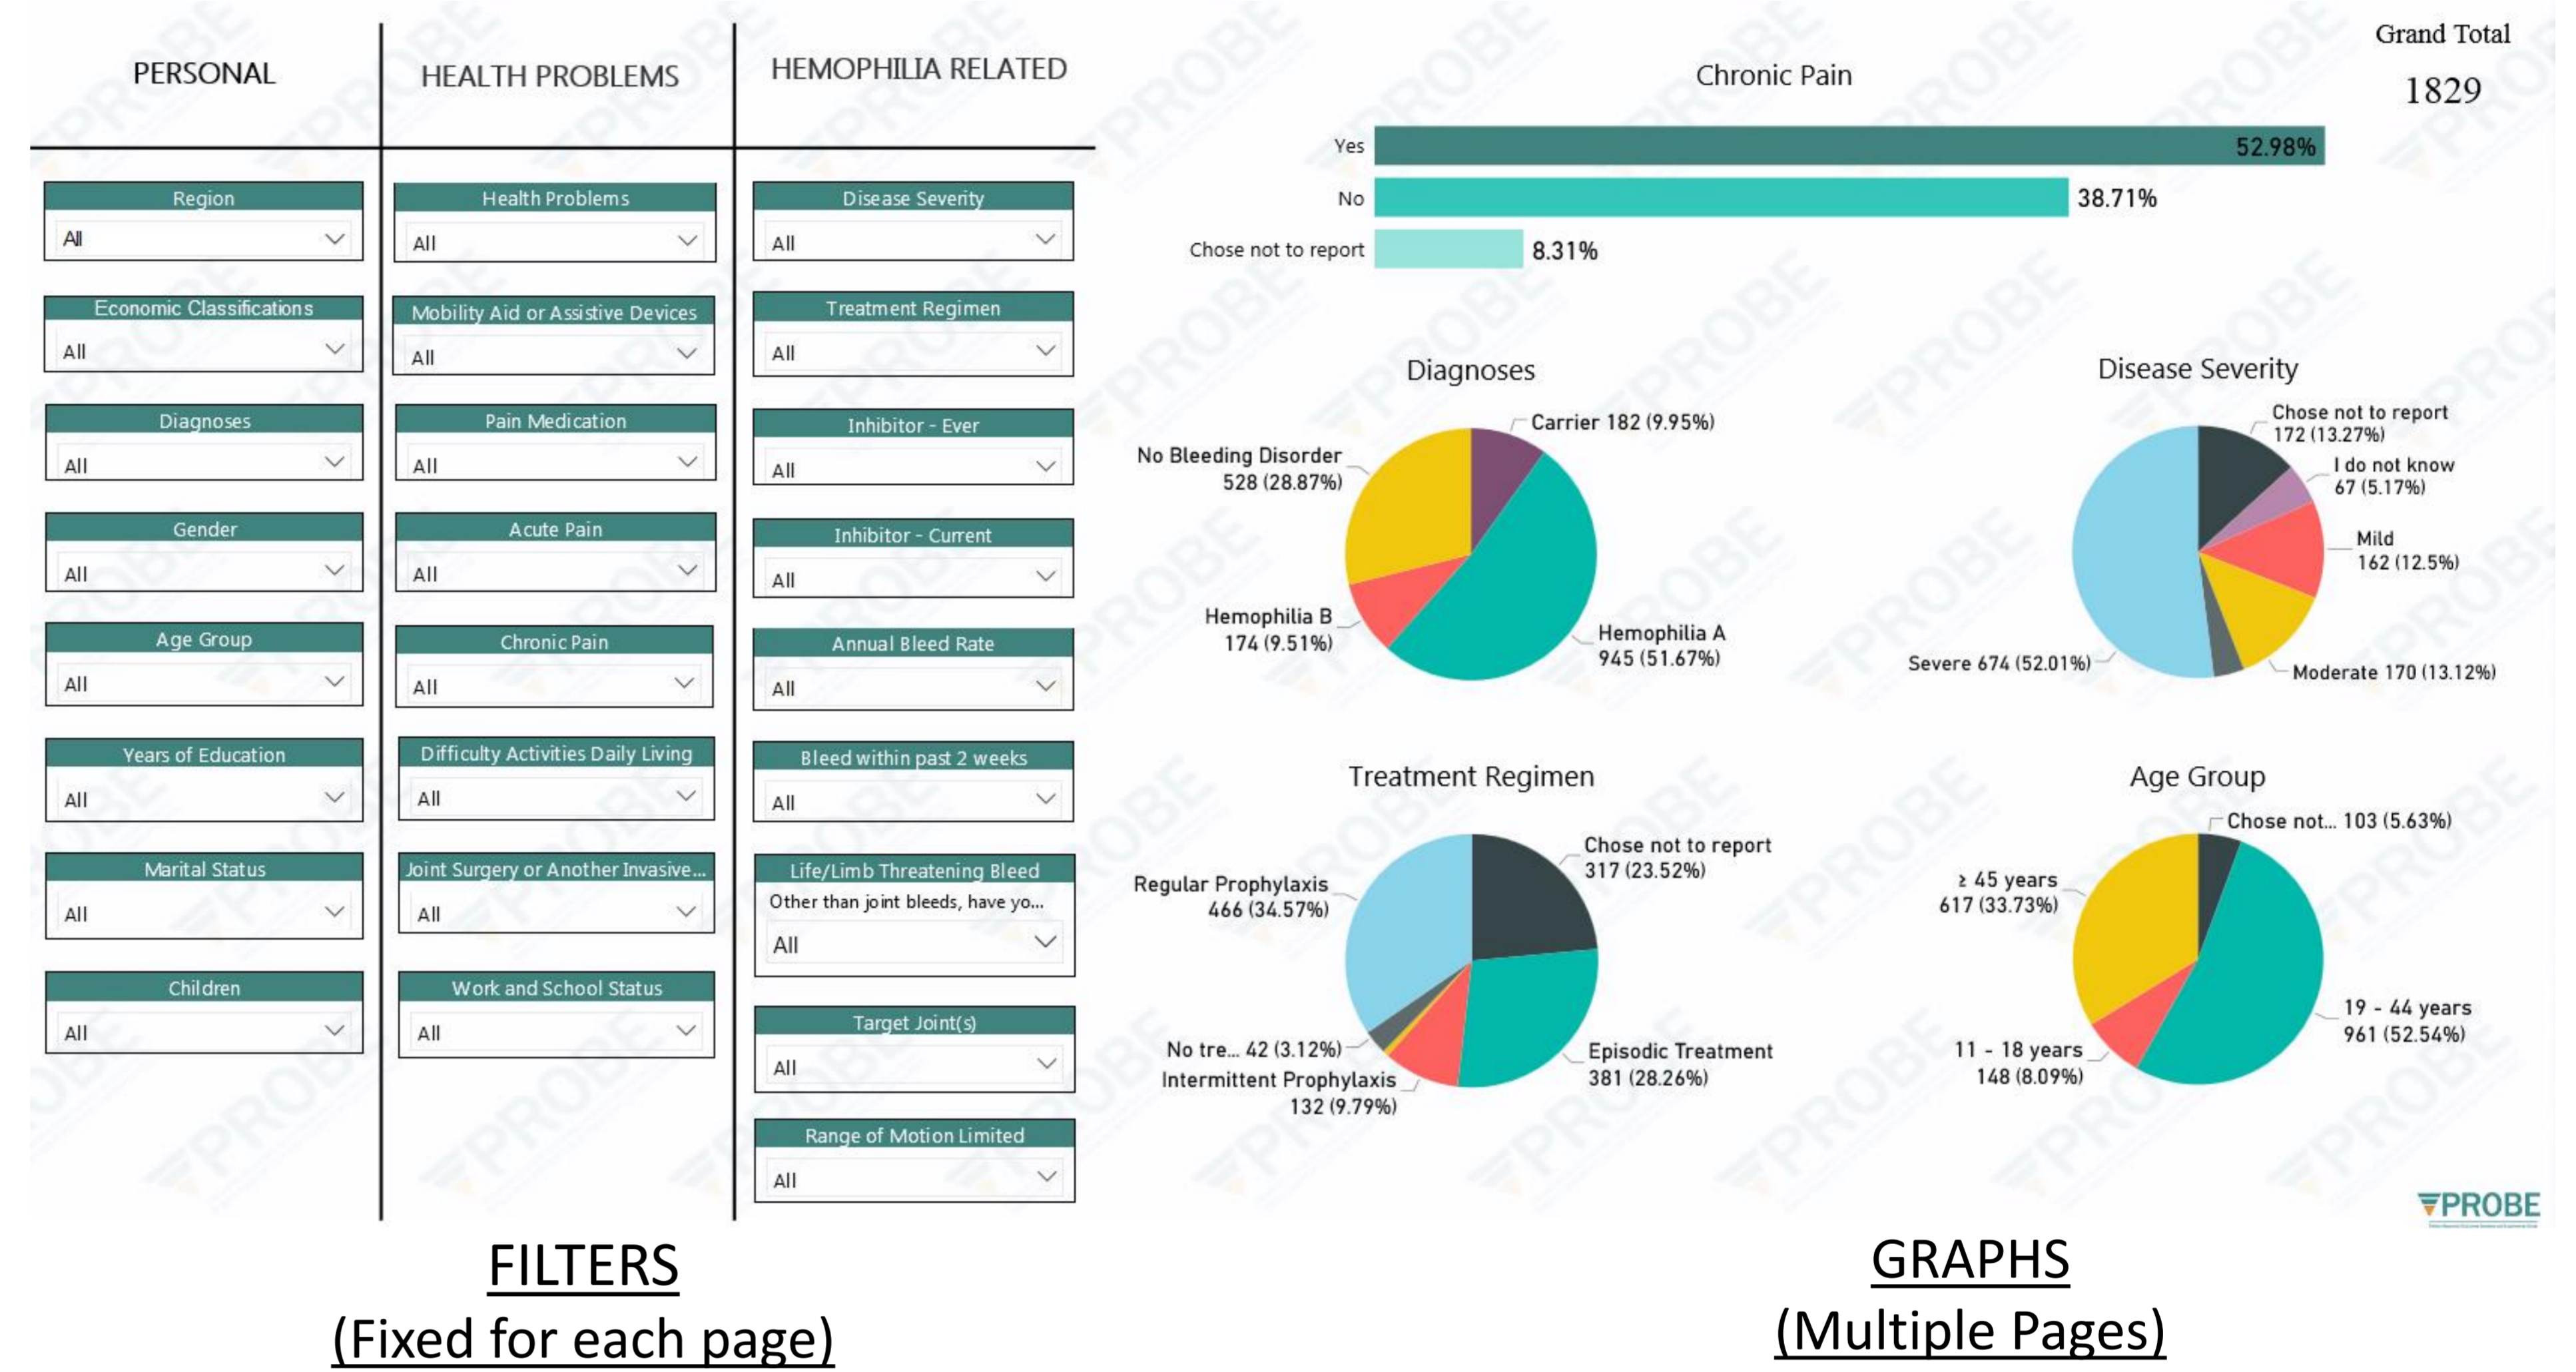 PERSONAL
HEALTH PROBLEMS
HEMOPHILIA RELATED
Region
All
Economic Classifications
All
Diagnoses
All
Gender
All
Age Group
All
Years of Education
All
Marital Status
All
Children
All
Health Problems
All
Mobility Aid or Assistive Devices
All
Pain Medication
All
Acute Pain
All
Chronic Pain
All
Difficulty Activities Daily Living
All
Joint Surgery or Another Invasive...
All
Work and School Status
All
Disease Severity
All
Treatment Regimen
All
Inhibitor - Ever
All
Inhibitor - Current
All
Annual Bleed Rate
All
Bleed within past 2 weeks
All
Life/Limb Threatening Bleed
Other than joint bleeds, have yo...
All
Target Joint(s)
All
Range of Motion Limited
All
FILTERS
(Fixed for each page)
Grand Total
1829
Chronic Pain
Yes 52.98%
No 38.71%
Chose not to report 8.31%
Diagnoses
Carrier 182 (9.95%)
No Bleeding Disorder
528 (28.87%)
Hemophilia B
174 (9.51%)
Hemophilia A
945 (51.67%)
Disease Severity
Chose not to report
172 (13.27%)
I do not know
67 (5.17%)
Mild
162 (12.5%)
Severe 674 (52.01%)
Moderate 170 (13.12%)
Treatment Regimen
Chose not to report
317 (23.52%)
Regular Prophylaxis
466 (34.57%)
No tre... 42 (3.12%)
Intermittent Prophylaxis
132 (9.79%)
Episodic Treatment
381 (28.26%)
Age Group
Chose not... 103 (5.63%)
≥ 45 years
617 (33.73%)
19 - 44 years
961 (52.54%)
11 - 18 years
148 (8.09%)
PROBE
GRAPHS
(Multiple Pages)